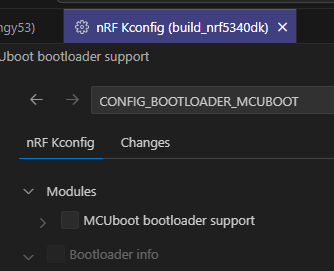 ngy53)
nRF Kconfig (build_nrf5340dk)
Uboot bootloader support
CONFIG_BOOTLOADER_MCUBOOT
nRF Kconfig
Changes
Modules
MCUboot bootloader support
Bootloader info